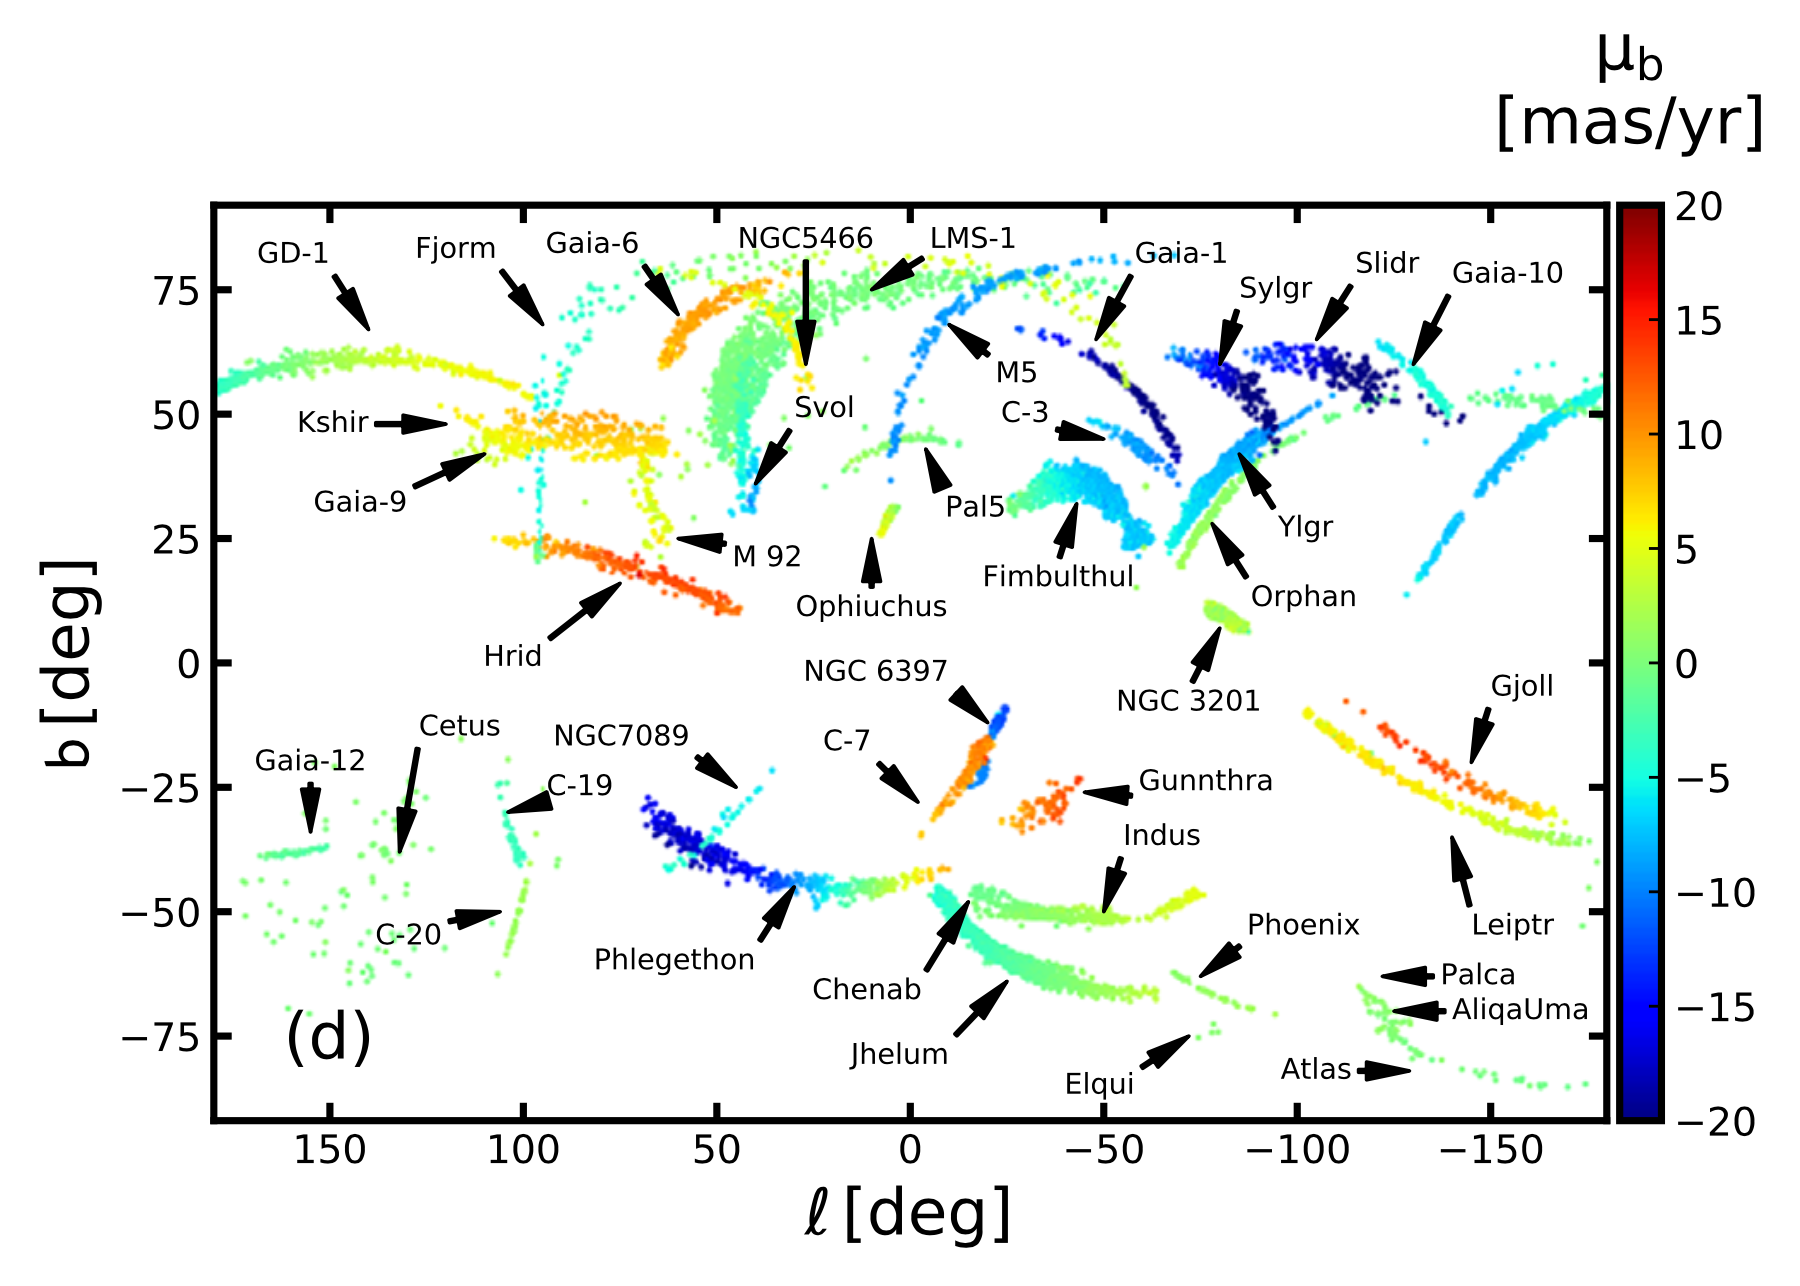 μb
[mas/yr]
GD-1
Fjorm
Gaia-6
NGC5466
LMS-1
Gaia-1
Sylgr
Slidr
Gaia-10
Kshir
Gaia-9
Svol
M5
C-3
Pal5
M 92
Ophiuchus
Fimbulthul
Ylgr
Orphan
Hrid
NGC 6397
NGC 3201
Gjoll
Cetus
Gaia-12
C-19
NGC7089
C-7
Gunnthra
Indus
C-20
Phlegethon
Chenab
Jhelum
Phoenix
Leiptr
Palca
AliqaUma
Elqui
Atlas
(d)
75
50
25
0
−25
−50
−75
b [deg]
150
100
50
0
−50
−100
−150
ℓ [deg]
20
15
10
5
0
−5
−10
−15
−20